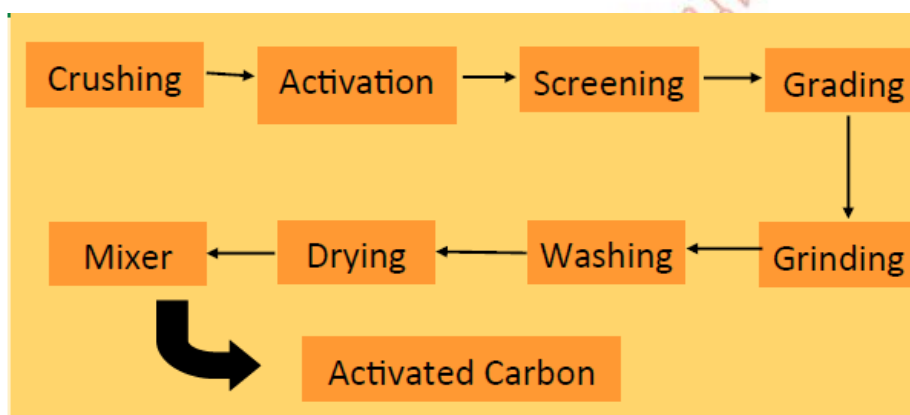 Crushing
Activation
Screening
Grading
Grinding
Washing
Drying
Mixer
Activated Carbon